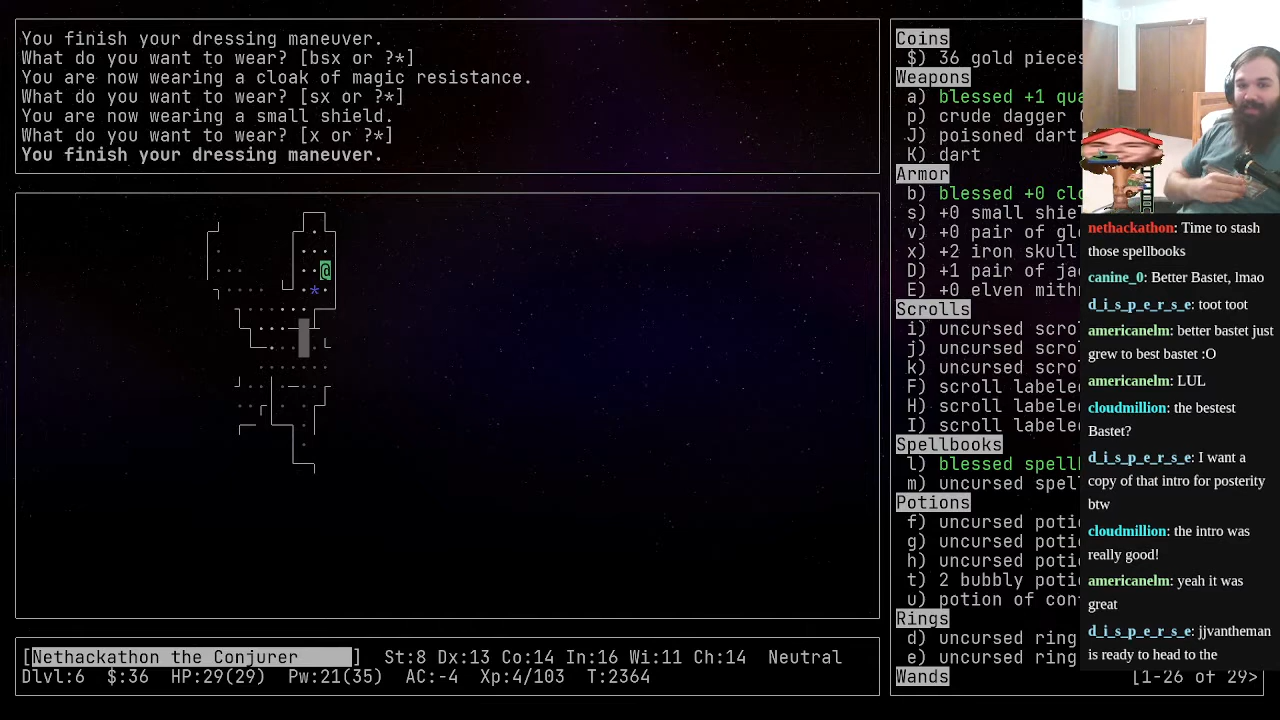 You finish your dressing maneuver.
What do you want to wear? [bsx or ?*]
You are now wearing a cloak of magic resistance.
What do you want to wear? [sx or ?*]
You are now wearing a small shield.
What do you want to wear? [x or ?*]
You finish your dressing maneuver.
[Nethackathon the Conjurer ] St:8 Dx:13 Co:14 In:16 Wi:11 Ch:14 Neutral
Dlvl:6 $:36 HP:29(29) Pw:21(35) AC:-4 Xp:4/103 T:2364
Coins
$) 36 gold pieces
Weapons
a) blessed +1 qua
p) crude dagger
J) poisoned dart
K) dart
Armor
b) blessed +0 clo
s) +0 small shie
v) +0 pair of gl
x) +2 iron skull
D) +1 pair of ja
E) +0 elven mith
Scrolls
i) uncursed scro
j) uncursed scro
k) uncursed scro
F) scroll labele
H) scroll labele
I) scroll labele
Spellbooks
l) blessed spell
m) uncursed spel
Potions
f) uncursed poti
g) uncursed poti
h) uncursed poti
t) 2 bubbly poti
u) potion of con
Rings
d) uncursed ring
e) uncursed ring
Wands
[1-26 of 29>
nethackathon: Time to stash
those spellbooks
canine_0: Better Bastet, lmao
d_i_s_p_e_r_s_e: toot toot
americanelm: better bastet just
grew to best bastet :O
americanelm: LUL
cloudmillion: the bestest
Bastet?
d_i_s_p_e_r_s_e: I want a
copy of that intro for posterity
btw
cloudmillion: the intro was
really good!
americanelm: yeah it was
great
d_i_s_p_e_r_s_e: jjvantheman
is ready to head to the